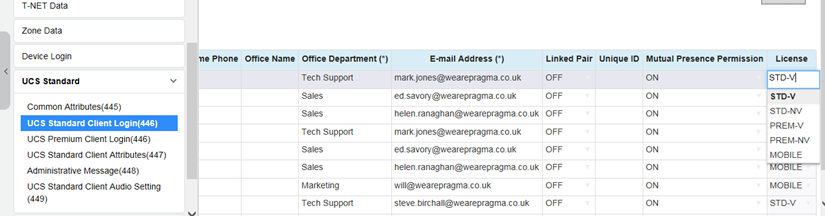 T-NET Data
Zone Data
Device Login
UCS Standard
Common Attributes(445)
UCS Standard Client Login(446)
UCS Premium Client Login(446)
UCS Standard Client Attributes(447)
Administrative Message(448)
UCS Standard Client Audio Setting
(449)
me Phone Office Name Office Department (*) E-mail Address (*) Linked Pair Unique ID Mutual Presence Permission License
Tech Support mark.jones@wearepragma.co.uk OFF ON STD-V
Sales ed.savory@wearepragma.co.uk OFF ON STD-V
Sales helen.ranaghan@wearepragma.co.uk OFF ON STD-NV
Tech Support mark.jones@wearepragma.co.uk OFF ON PREM-V
Sales ed.savory@wearepragma.co.uk OFF ON PREM-NV
MOBILE
Sales helen.ranaghan@wearepragma.co.uk OFF ON MOBILE
Marketing will@wearepragma.co.uk OFF ON MOBILE
Tech Support steve.birchall@wearepragma.co.uk OFF ON STD-V